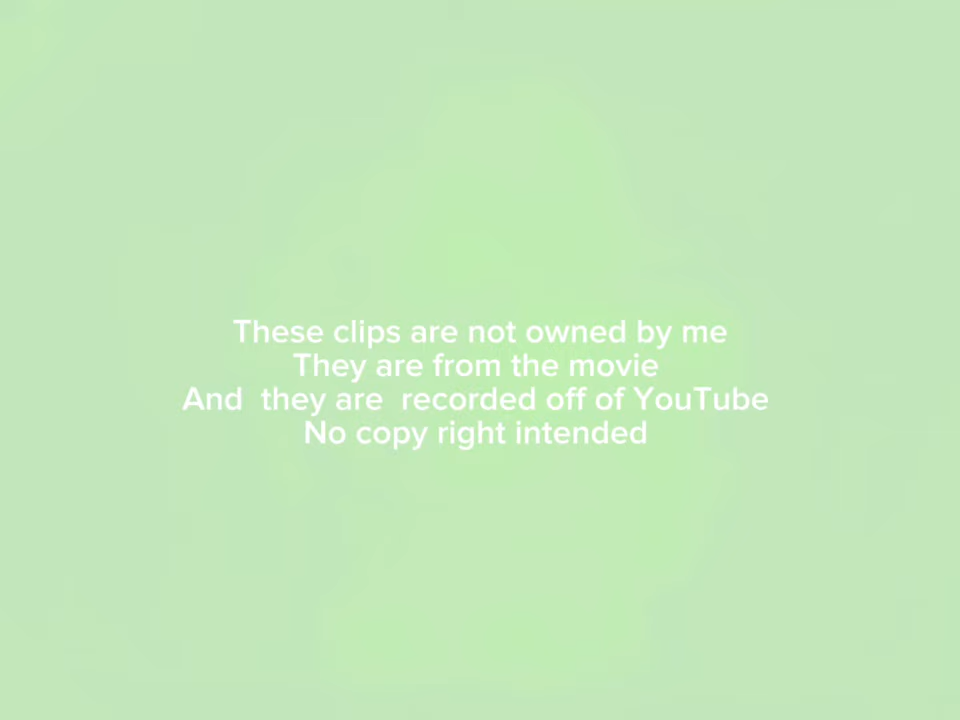 These clips are not owned by me
They are from the movie
And  they are  recorded off of YouTube
No copy right intended